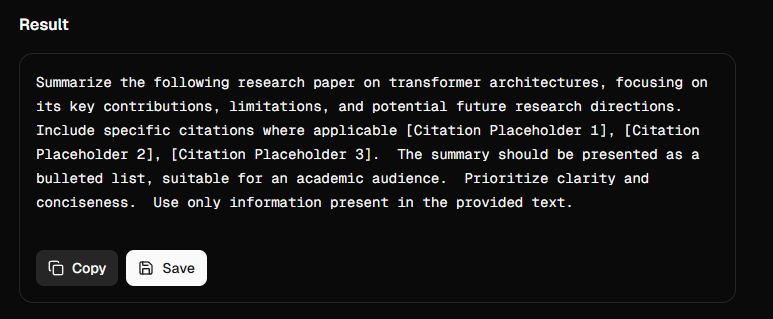 Result
Summarize the following research paper on transformer architectures, focusing on
its key contributions, limitations, and potential future research directions.
Include specific citations where applicable [Citation Placeholder 1], [Citation
Placeholder 2], [Citation Placeholder 3].  The summary should be presented as a
bulleted list, suitable for an academic audience.  Prioritize clarity and
conciseness.  Use only information present in the provided text.
Copy Save